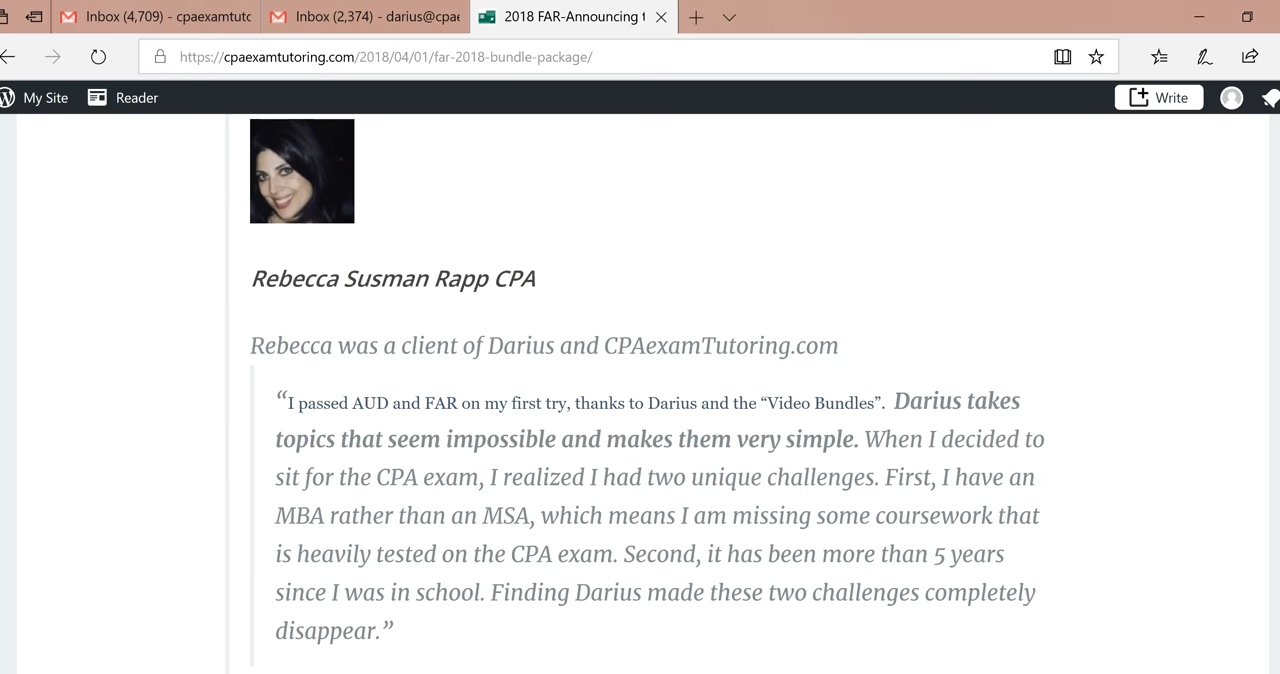 Inbox (4,709) - cpaexamtutc
Inbox (2,374) - darius@cpae
2018 FAR-Announcing t
https://cpaexamtutoring.com/2018/04/01/far-2018-bundle-package/
My Site Reader Write
Rebecca Susman Rapp CPA
Rebecca was a client of Darius and CPAexamTutoring.com
“I passed AUD and FAR on my first try, thanks to Darius and the “Video Bundles”. Darius takes
topics that seem impossible and makes them very simple. When I decided to
sit for the CPA exam, I realized I had two unique challenges. First, I have an
MBA rather than an MSA, which means I am missing some coursework that
is heavily tested on the CPA exam. Second, it has been more than 5 years
since I was in school. Finding Darius made these two challenges completely
disappear.”